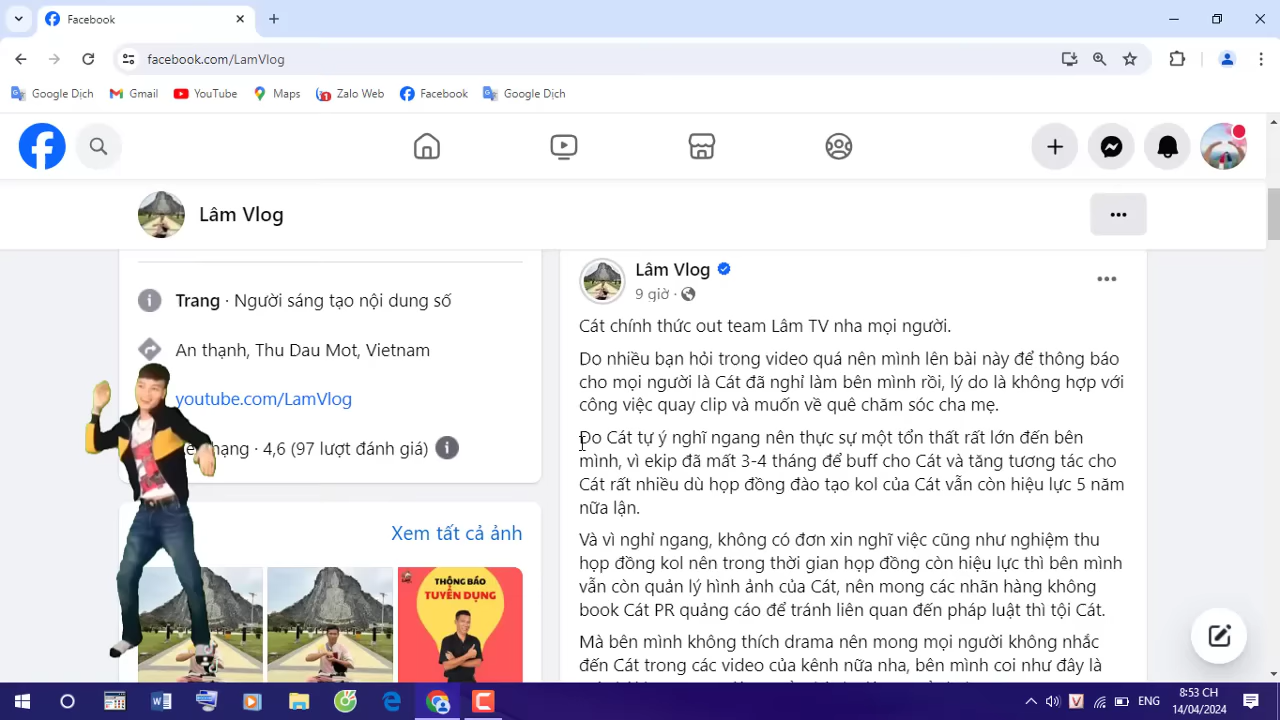 Facebook
facebook.com/LamVlog
Google Dịch
Gmail
YouTube
Maps
Zalo Web
Facebook
Google Dịch
Lâm Vlog
Trang · Người sáng tạo nội dung số
An thạnh, Thu Dau Mot, Vietnam
youtube.com/LamVlog
hạng · 4,6 (97 lượt đánh giá)
Xem tất cả ảnh
THÔNG BÁO
TUYỂN DỤNG
Lâm Vlog
9 giờ ·
Cát chính thức out team Lâm TV nha mọi người.
Do nhiều bạn hỏi trong video quá nên mình lên bài này để thông báo
cho mọi người là Cát đã nghỉ làm bên mình rồi, lý do là không hợp với
công việc quay clip và muốn về quê chăm sóc cha mẹ.
Do Cát tự ý nghĩ ngang nên thực sự một tổn thất rất lớn đến bên
mình, vì ekip đã mất 3-4 tháng để buff cho Cát và tăng tương tác cho
Cát rất nhiều dù họp đồng đào tạp kol của Cát vẫn còn hiệu lực 5 năm
nữa lận.
Và vì nghỉ ngang, không có đơn xin nghĩ việc cũng như nghiệm thu
họp đồng kol nên trong thời gian họp đồng còn hiệu lực thì bên mình
vẫn còn quản lý hình ảnh của Cát, nên mong các nhãn hàng không
book Cát PR quảng cáo để tránh liên quan đến pháp luật thì tội Cát.
Mà bên mình không thích drama nên mong mọi người không nhắc
đến Cát trong các video của kênh nữa nha, bên mình coi như đây là
ENG
8:53 CH
14/04/2024